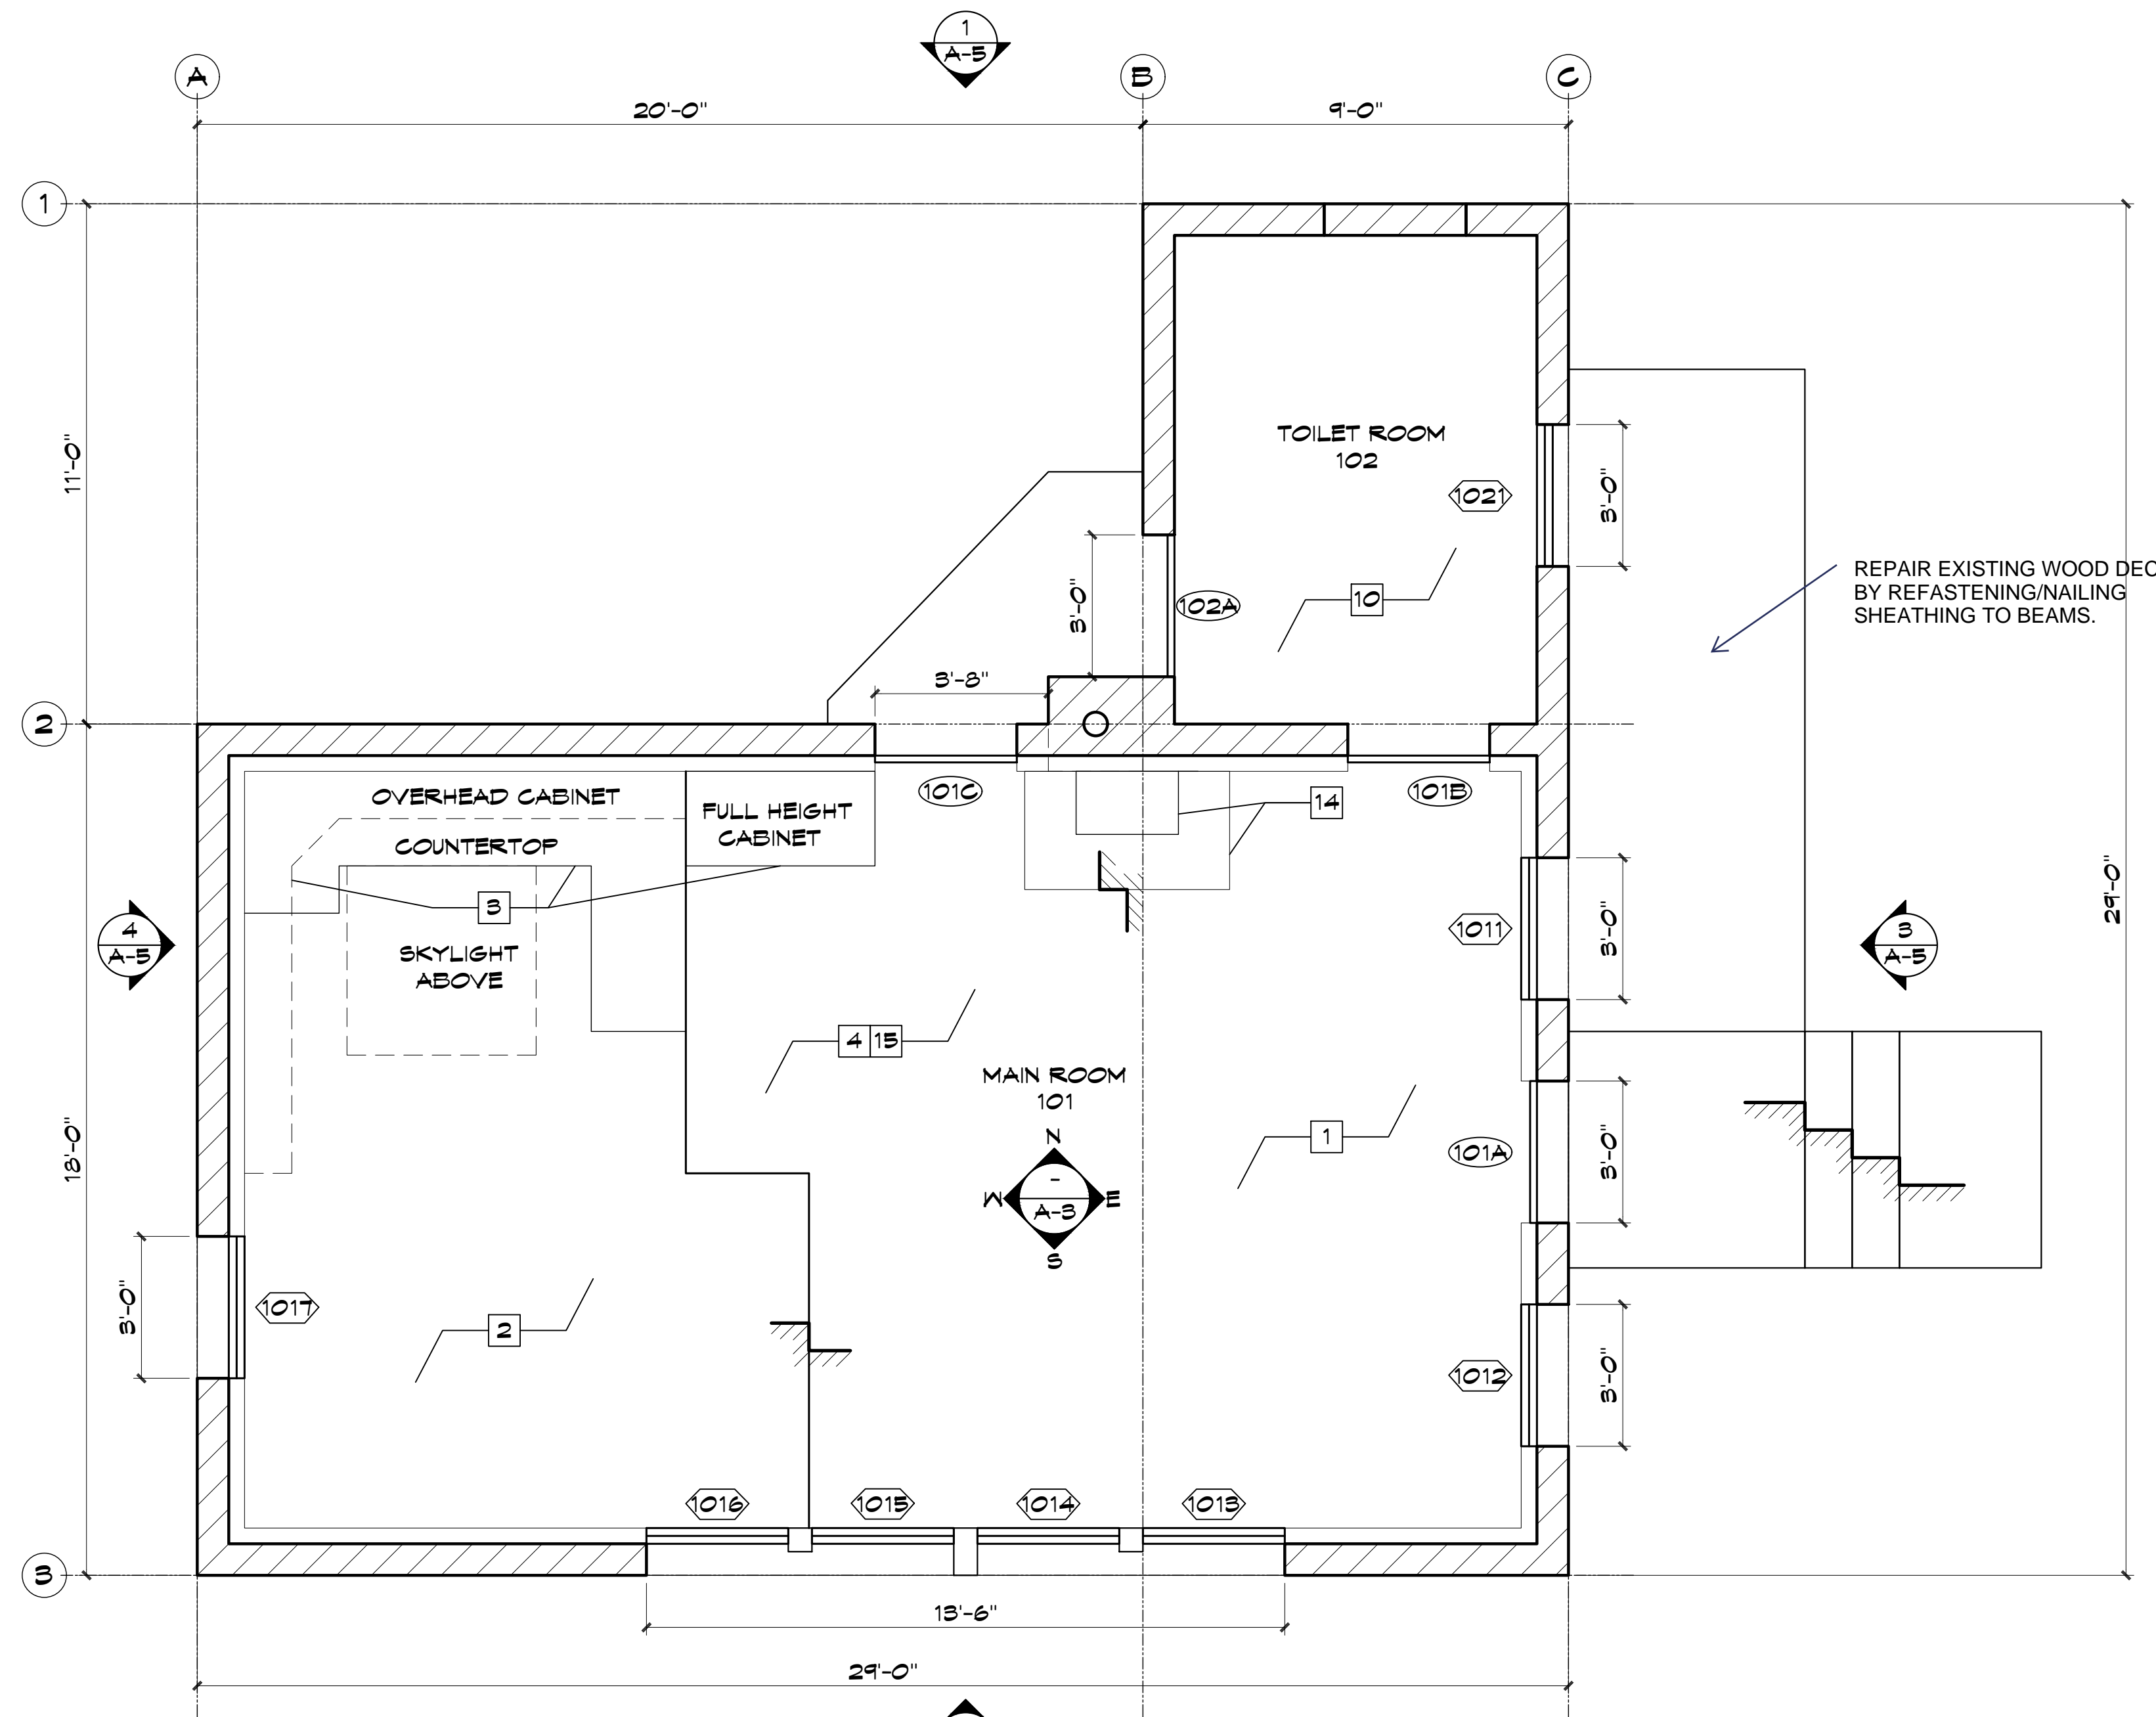 1
A-5
A
B
C
20'-0"
9'-0"
1
11'-0"
TOILET ROOM
102
1021
3'-0"
REPAIR EXISTING WOOD DEC
BY REFASTENING/NAILING
SHEATHING TO BEAMS.
3'-0"
102A
10
3'-8"
2
OVERHEAD CABINET
FULL HEIGHT
CABINET
101C
14
101B
COUNTERTOP
3
4
A-5
SKYLIGHT
ABOVE
1011
3'-0"
3
A-5
29'-0"
4 15
MAIN ROOM
101
1
N
W
-
A-3
E
S
101A
3'-0"
18'-0"
3'-0"
1017
2
1012
3'-0"
1016
1015
1014
1013
3
13'-6"
29'-0"